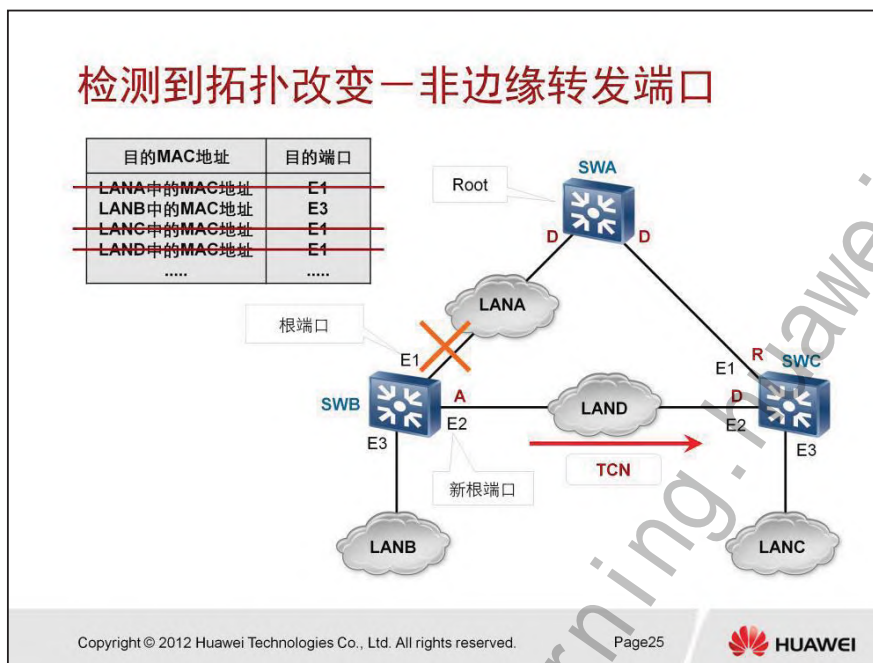 检测到拓扑改变－非边缘转发端口
目的MAC地址 目的端口
LANA中的MAC地址 E1
LANB中的MAC地址 E3
LANC中的MAC地址 E1
LAND中的MAC地址 E1
..... .....
Root
SWA
D D
LANA
根端口
E1
R
SWC
E1
SWB
A
LAND
D
E2
E2
E3
E3
新根端口
TCN
LANB
LANC
Copyright © 2012 Huawei Technologies Co., Ltd. All rights reserved.
Page25
HUAWEI
rning.huawei.